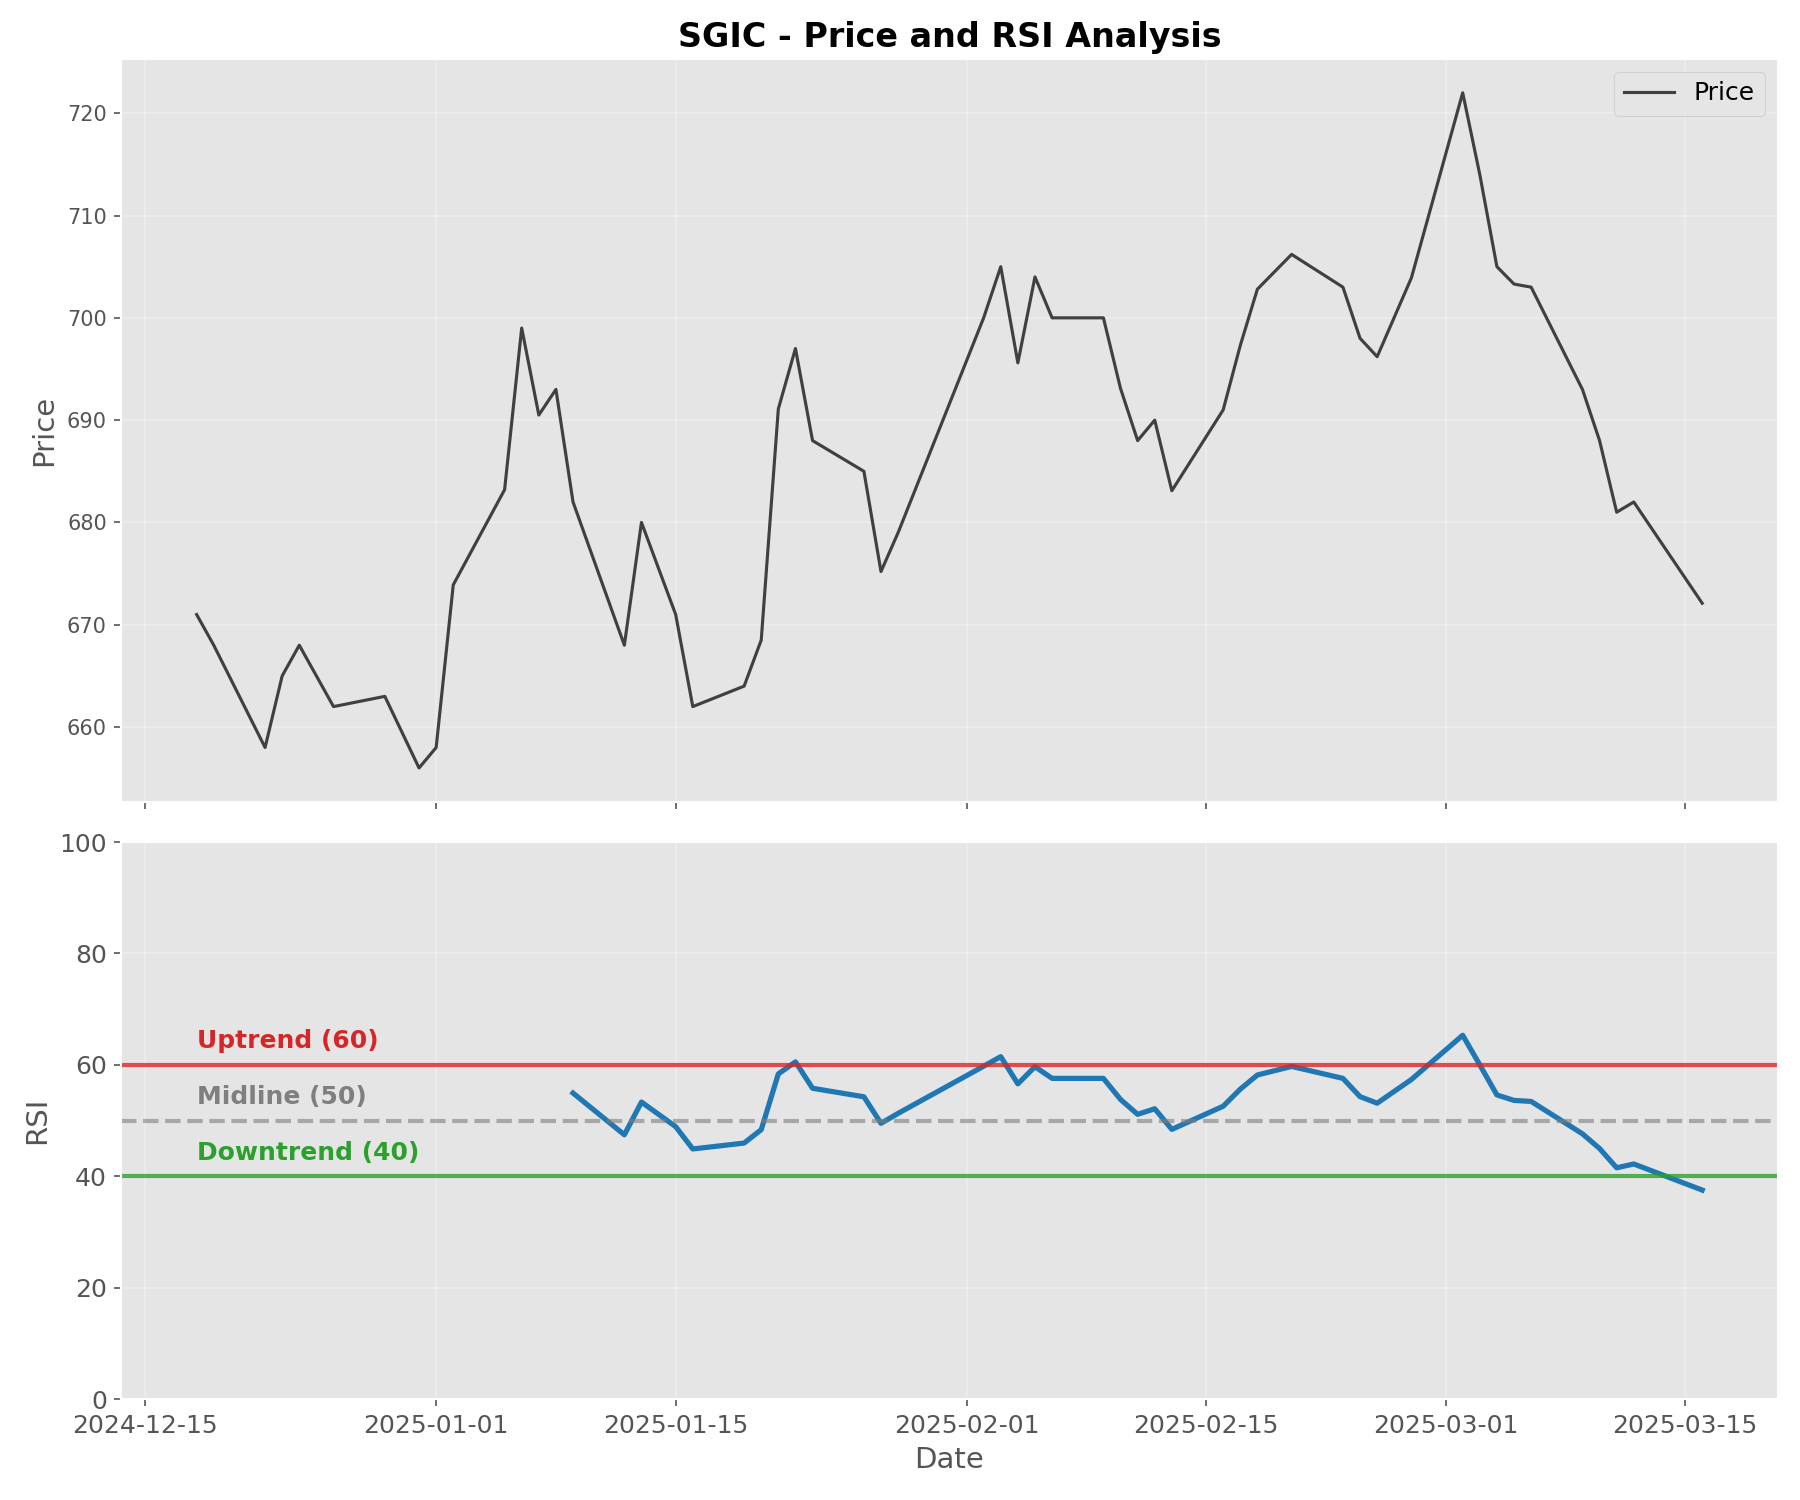 SGIC - Price and RSI Analysis
Price
720
710
700
690
680
670
660
Price
100
80
60
40
20
0
RSI
Uptrend (60)
Midline (50)
Downtrend (40)
2024-12-15
2025-01-01
2025-01-15
2025-02-01
2025-02-15
2025-03-01
2025-03-15
Date